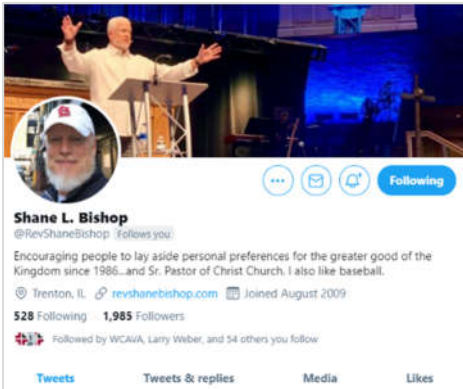 Following
Shane L. Bishop
@RevShaneBishop Follows you
Encouraging people to lay aside personal preferences for the greater good of the
Kingdom since 1986...and Sr. Pastor of Christ Church. I also like baseball.
Trenton, IL revshanebishop.com Joined August 2009
528 Following 1,985 Followers
Followed by WCAVA, Larry Weber, and 54 others you follow
Tweets Tweets & replies Media Likes